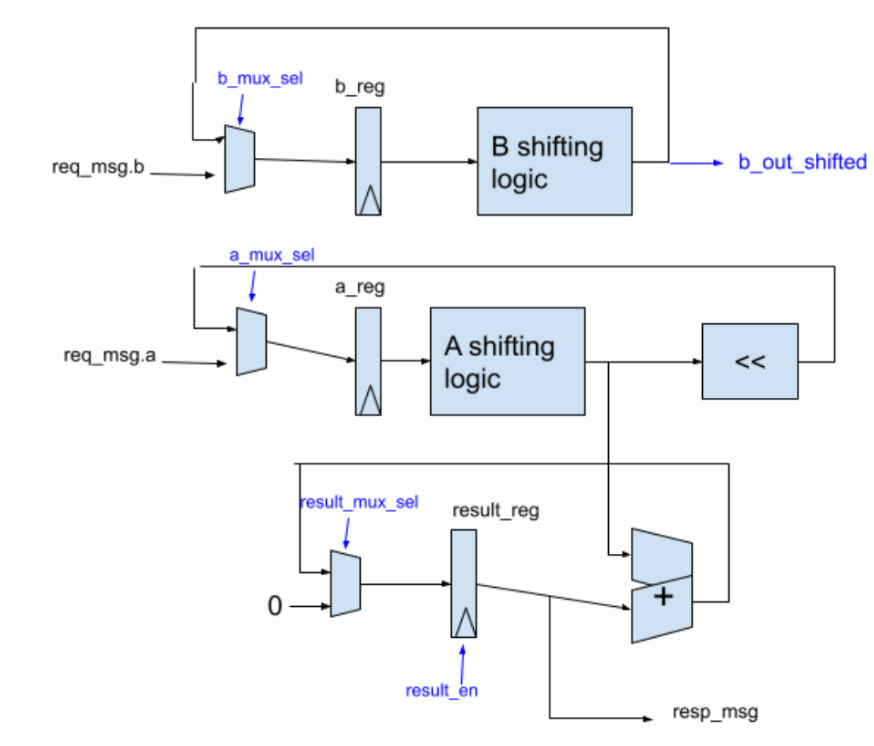 b_mux_sel
b_reg
req_msg.b
B shifting
logic
b_out_shifted
a_mux_sel
a_reg
req_msg.a
A shifting
logic
<<
result_mux_sel
result_reg
0
+
result_en
resp_msg